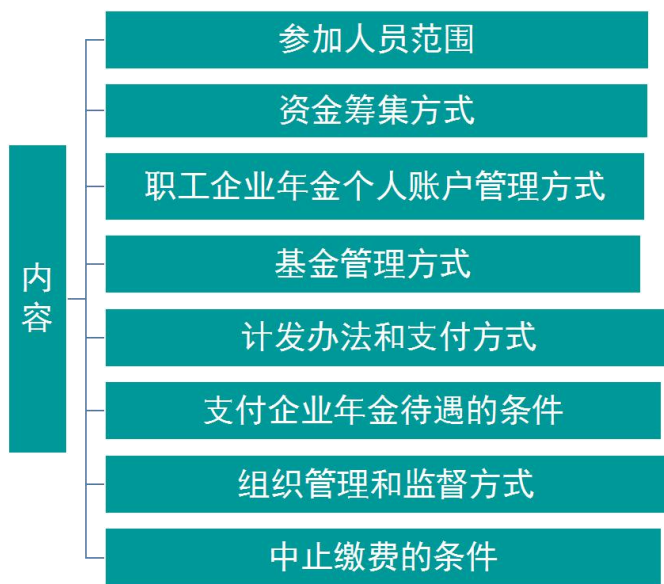 内容
参加人员范围
资金筹集方式
职工企业年金个人账户管理方式
基金管理方式
计发办法和支付方式
支付企业年金待遇的条件
组织管理和监督方式
中止缴费的条件